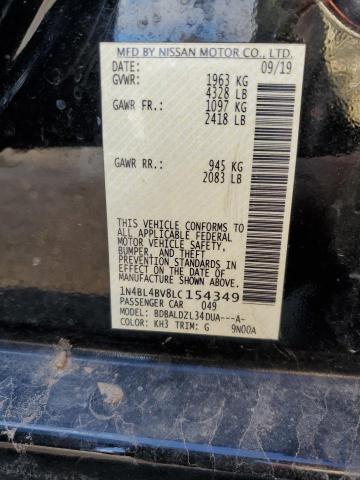 MFD BY NISSAN MOTOR CO., LTD.
DATE: 09/19
GVWR: 1963 KG
4328 LB
GAWR FR.: 1097 KG
2418 LB
GAWR RR.: 945 KG
2083 LB
THIS VEHICLE CONFORMS TO
ALL APPLICABLE FEDERAL
MOTOR VEHICLE SAFETY,
BUMPER, AND THEFT
PREVENTION STANDARDS IN
EFFECT ON THE DATE OF
MANUFACTURE SHOWN ABOVE.
1N4BL4BV8LC 154349
PASSENGER CAR 049
MODEL: BDBALDZL34DUA---A-
COLOR: KH3 TRIM: G 9N00A